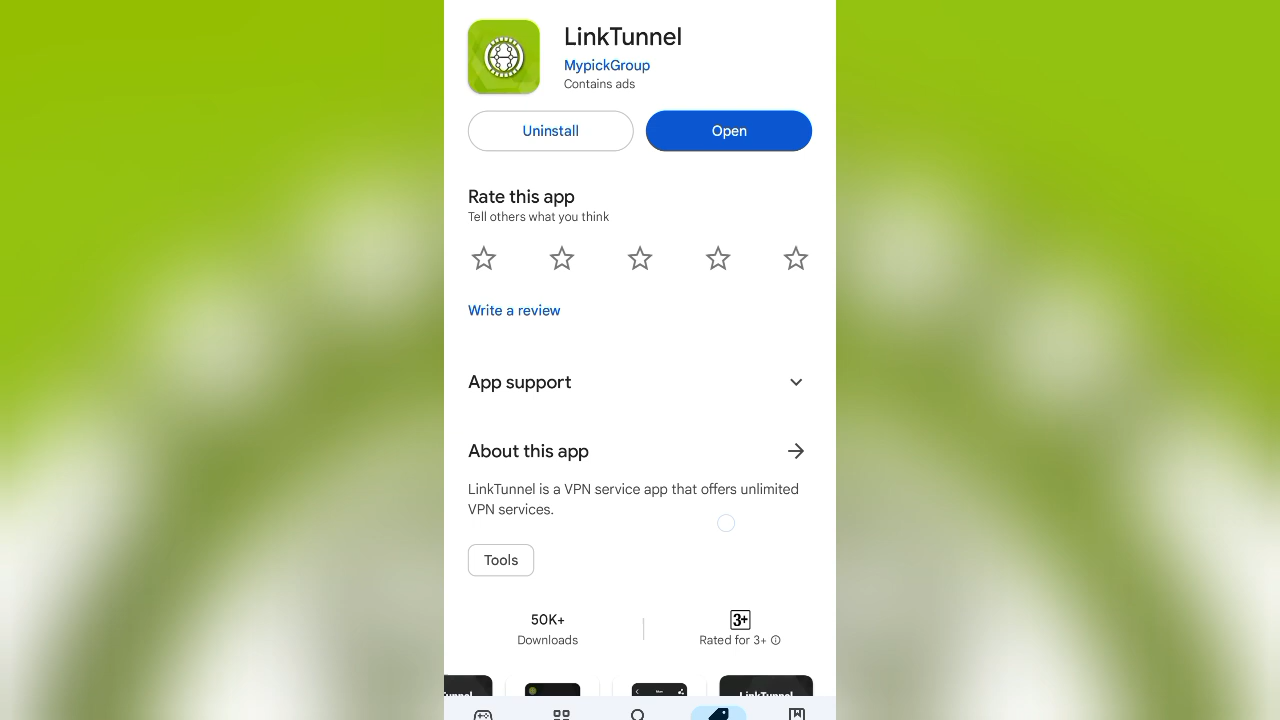 LinkTunnel
MypickGroup
Contains ads
Uninstall
Open
Rate this app
Tell others what you think
Write a review
App support
About this app
LinkTunnel is a VPN service app that offers unlimited
VPN services.
Tools
50K+
Downloads
3+
Rated for 3+